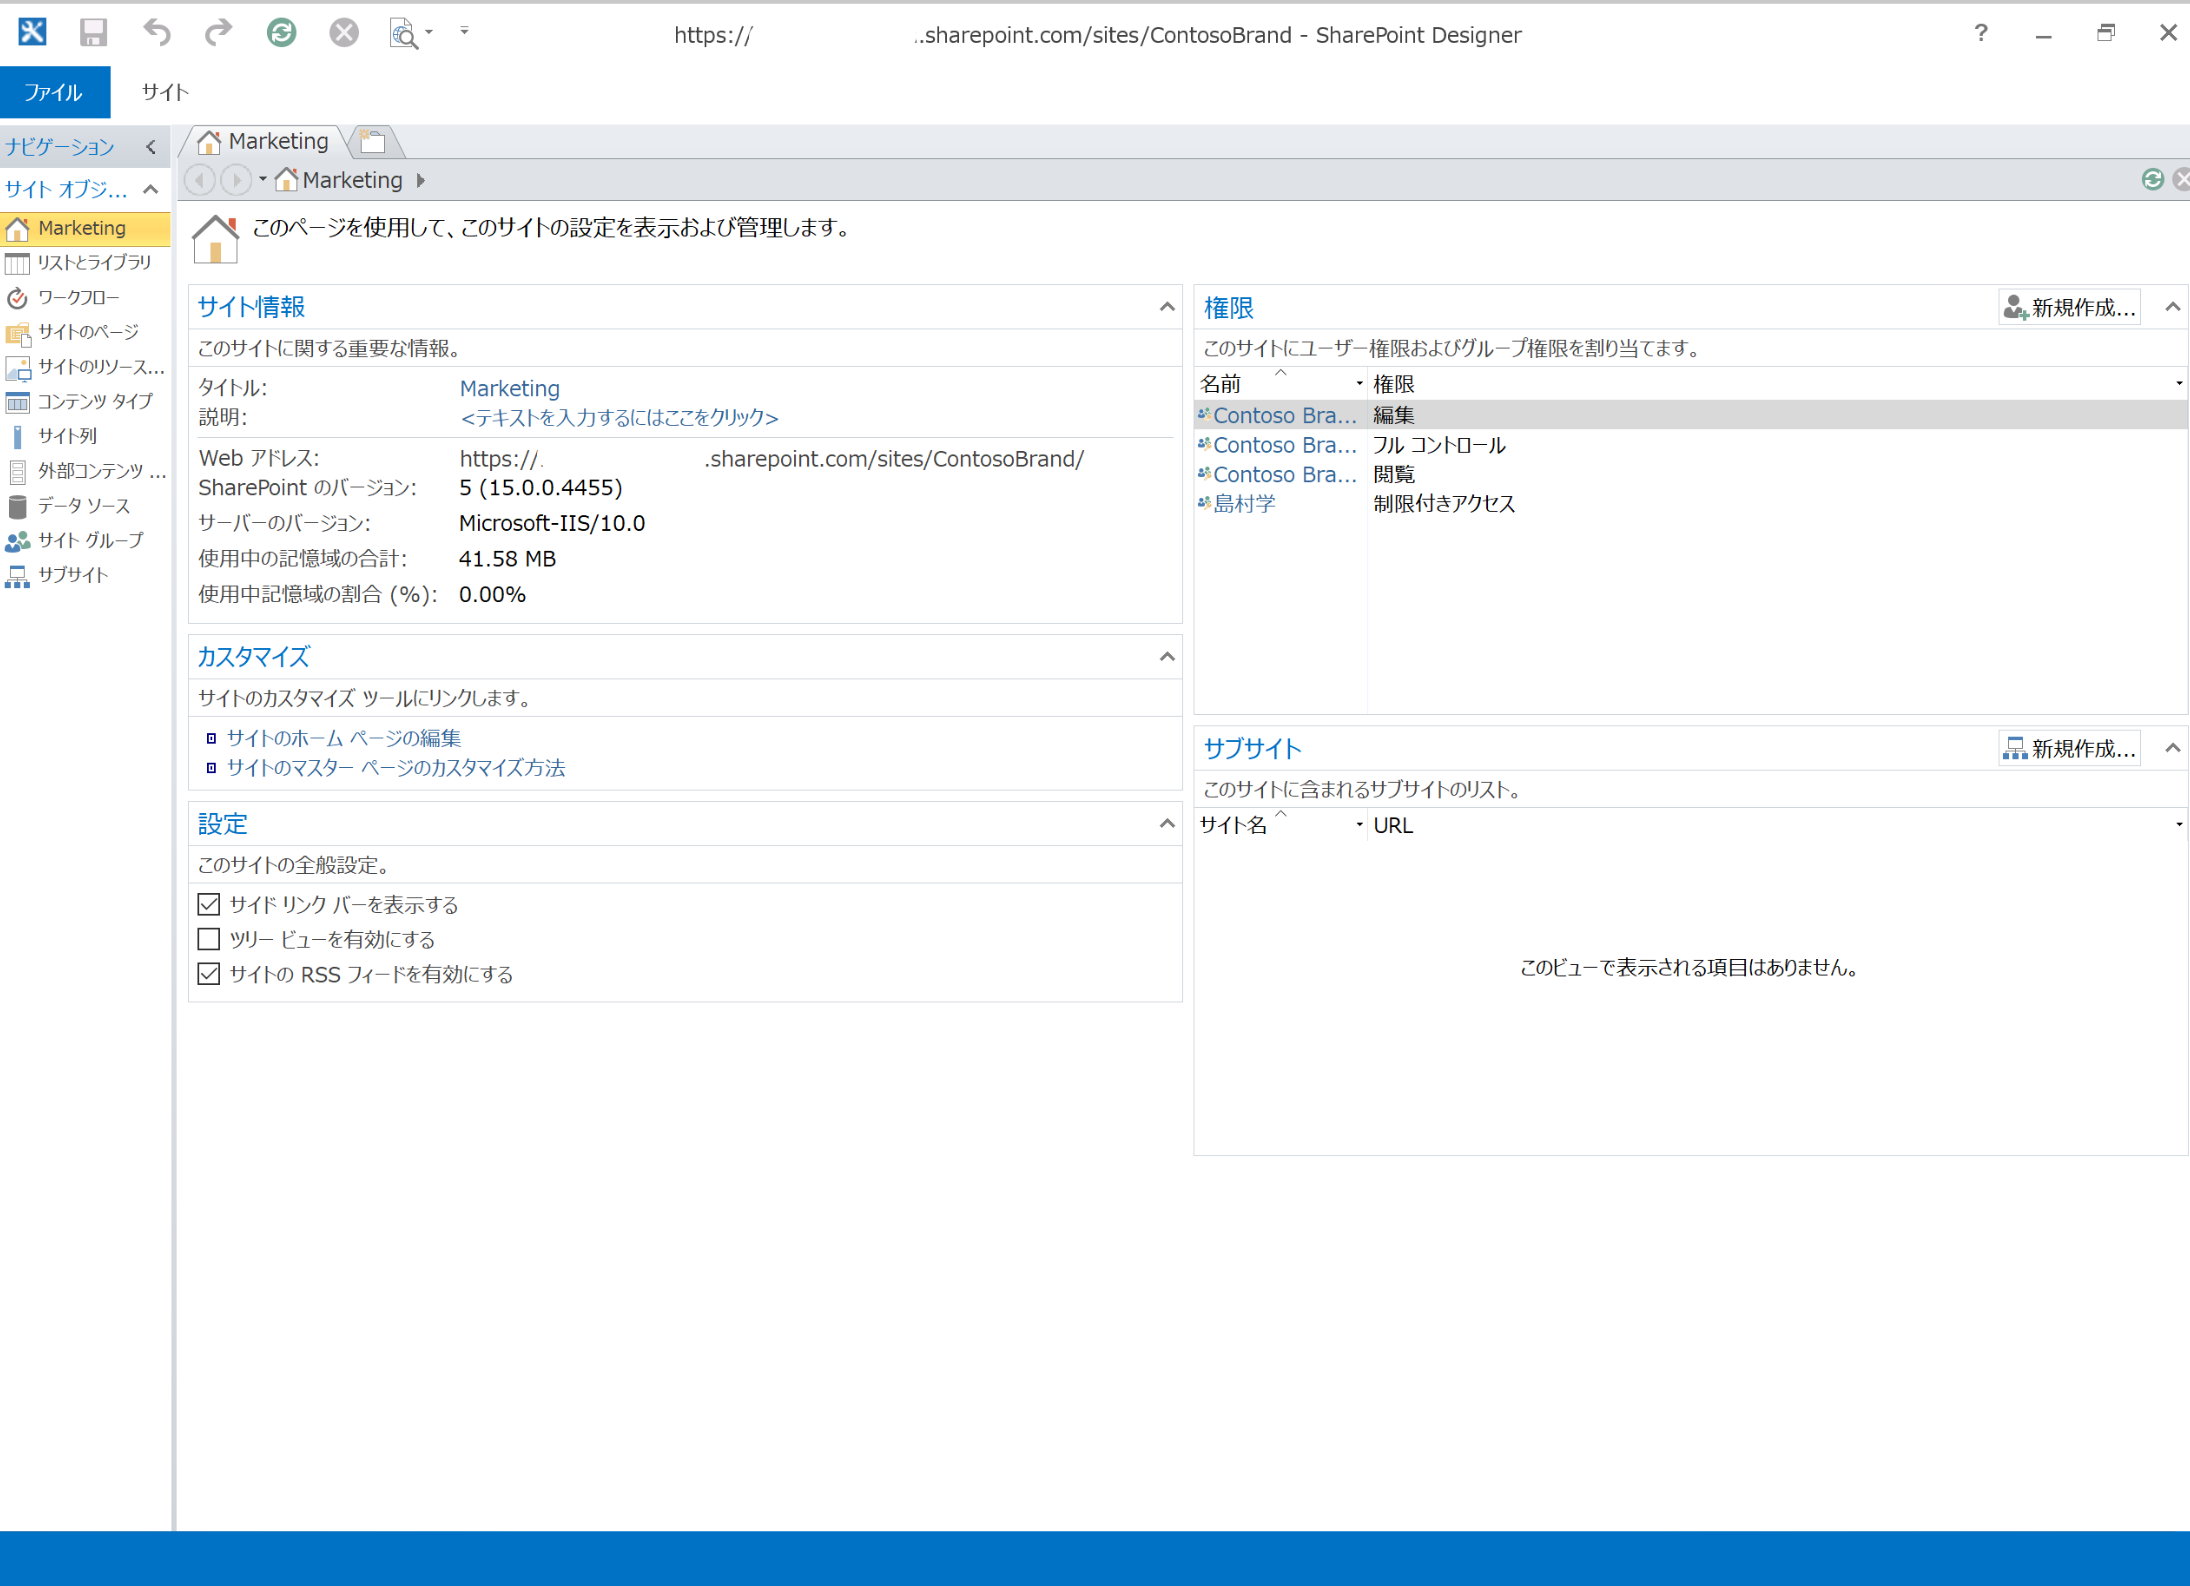 https:// .sharepoint.com/sites/ContosoBrand - SharePoint Designer
ファイル サイト
ナビゲーション
サイト オブジ...
Marketing
リストとライブラリ
ワークフロー
サイトのページ
サイトのリソース...
コンテンツ タイプ
サイト列
外部コンテンツ ...
データ ソース
サイト グループ
サブサイト
Marketing
Marketing
このページを使用して、このサイトの設定を表示および管理します。
サイト情報
このサイトに関する重要な情報。
タイトル: Marketing
説明: <テキストを入力するにはここをクリック>
Web アドレス: https:// .sharepoint.com/sites/ContosoBrand/
SharePoint のバージョン: 5 (15.0.0.4455)
サーバーのバージョン: Microsoft-IIS/10.0
使用中の記憶域の合計: 41.58 MB
使用中記憶域の割合 (%): 0.00%
カスタマイズ
サイトのカスタマイズ ツールにリンクします。
サイトのホーム ページの編集
サイトのマスター ページのカスタマイズ方法
設定
このサイトの全般設定。
サイド リンク バーを表示する
ツリー ビューを有効にする
サイトの RSS フィードを有効にする
権限 新規作成...
このサイトにユーザー権限およびグループ権限を割り当てます。
名前 権限
Contoso Bra... 編集
Contoso Bra... フル コントロール
Contoso Bra... 閲覧
島村学 制限付きアクセス
サブサイト 新規作成...
このサイトに含まれるサブサイトのリスト。
サイト名 URL
このビューで表示される項目はありません。